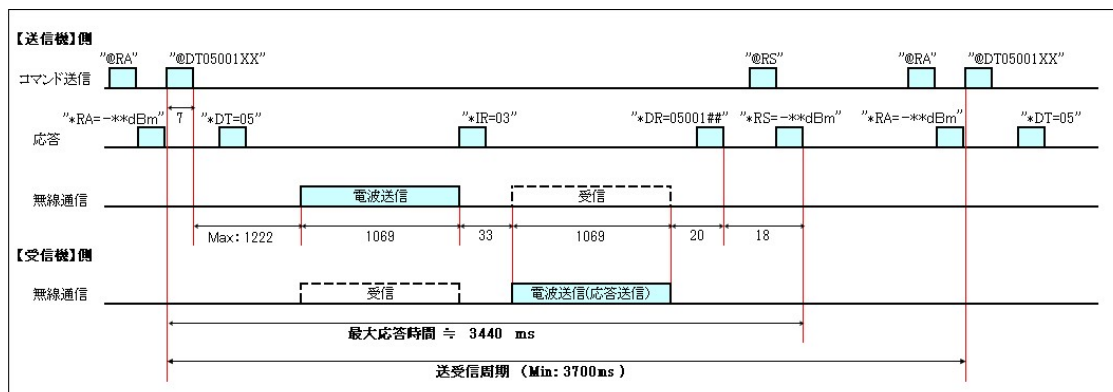 【送信機】側
"@RA" "@DT05001XX" "@RS" "@RA" "@DT05001XX"
コマンド送信
"*RA=-**dBm" 7 "*DT=05" "*IR=03" "*DR=05001##" "*RS=-**dBm" "*RA=-**dBm" "*DT=05"
応答
無線通信 電波送信 受信
Max: 1222 1069 33 1069 20 18
【受信機】側
無線通信 受信 電波送信(応答送信)
最大応答時間 ≒ 3440 ms
送受信周期 (Min: 3700ms)